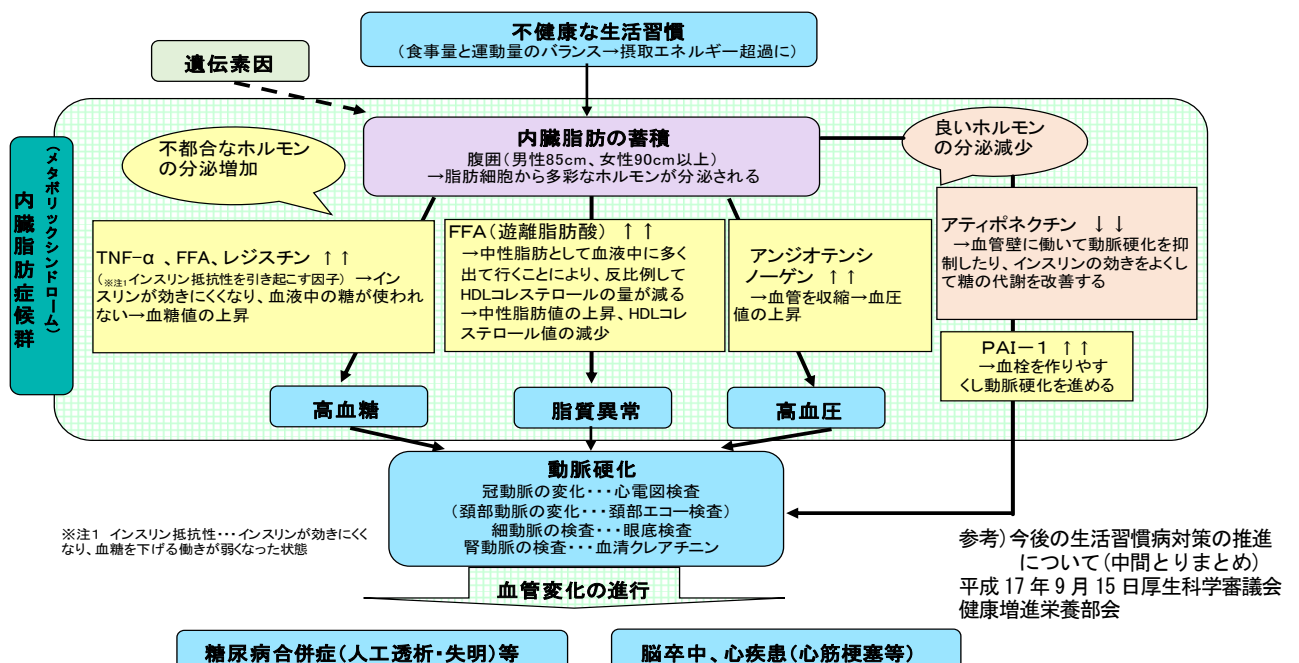 不健康な生活習慣
（食事量と運動量のバランス→摂取エネルギー超過に）
遺伝素因
内臓脂肪症候群
（メタボリックシンドローム）
内臓脂肪の蓄積
腹囲（男性85cm、女性90cm以上）
→脂肪細胞から多彩なホルモンが分泌される
不都合なホルモン
の分泌増加
良いホルモン
の分泌減少
TNF-α 、FFA、レジスチン ↑ ↑
（※注1 インスリン抵抗性を引き起こす因子） →イン
スリンが効きにくくなり、血液中の糖が使われ
ない→血糖値の上昇
FFA（遊離脂肪酸） ↑ ↑
→中性脂肪として血液中に多く
出て行くことにより、反比例して
HDLコレステロールの量が減る
→中性脂肪値の上昇、HDLコレ
ステロール値の減少
アンジオテンシ
ノーゲン ↑ ↑
→血管を収縮→血圧
値の上昇
アティポネクチン ↓ ↓
→血管壁に働いて動脈硬化を抑
制したり、インスリンの効きをよくし
て糖の代謝を改善する
PAI－1 ↑ ↑
→血栓を作りやす
くし動脈硬化を進める
高血糖
脂質異常
高血圧
動脈硬化
冠動脈の変化・・・心電図検査
（頚部動脈の変化・・・頚部エコー検査）
細動脈の検査・・・眼底検査
腎動脈の検査・・・血清クレアチニン
※注1 インスリン抵抗性・・・インスリンが効きにくく
なり、血糖を下げる働きが弱くなった状態
参考）今後の生活習慣病対策の推進
について（中間とりまとめ）
平成 17 年 9 月 15 日厚生科学審議会
健康増進栄養部会
血管変化の進行
糖尿病合併症（人工透析・失明）等
脳卒中、心疾患（心筋梗塞等）